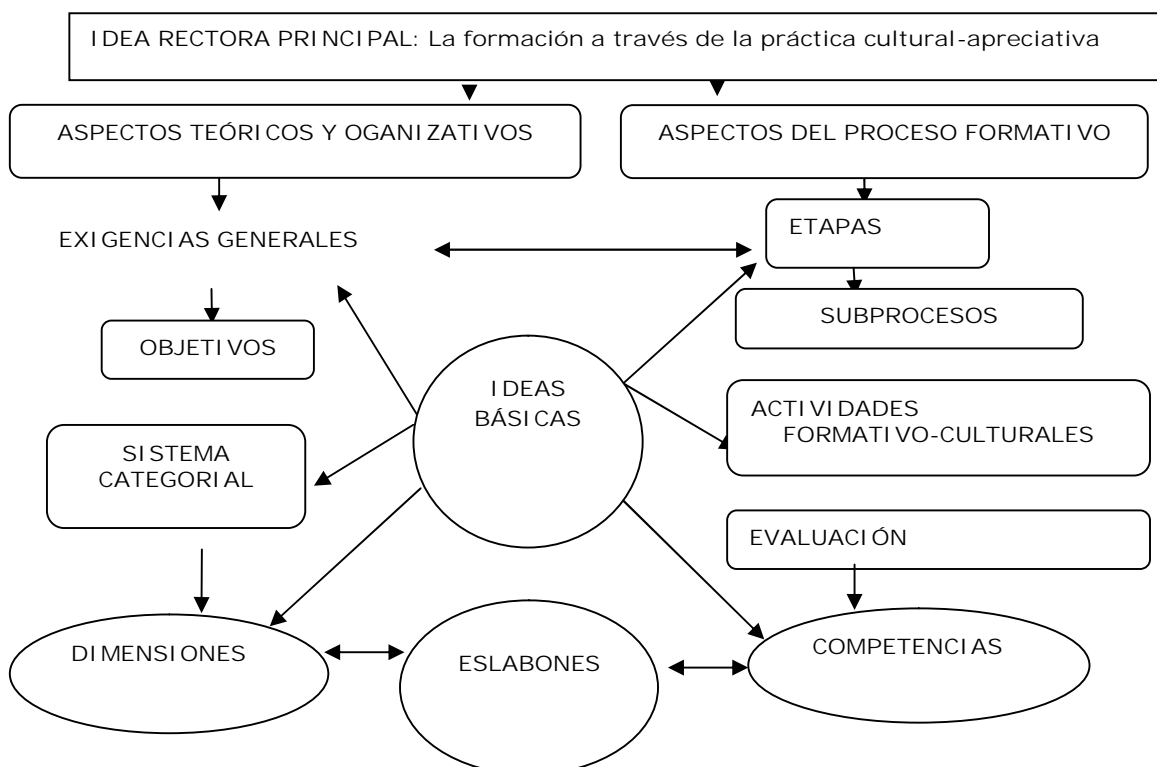 IDEA RECTORA PRINCIPAL: La formación a través de la práctica cultural-apreciativa
ASPECTOS TEÓRICOS Y OGANIZATIVOS
ASPECTOS DEL PROCESO FORMATIVO
EXIGENCIAS GENERALES
ETAPAS
SUBPROCESOS
OBJETIVOS
IDEAS
BÁSICAS
ACTIVIDADES
FORMATIVO-CULTURALES
SISTEMA
CATEGORIAL
EVALUACIÓN
DIMENSIONES
ESLABONES
COMPETENCIAS